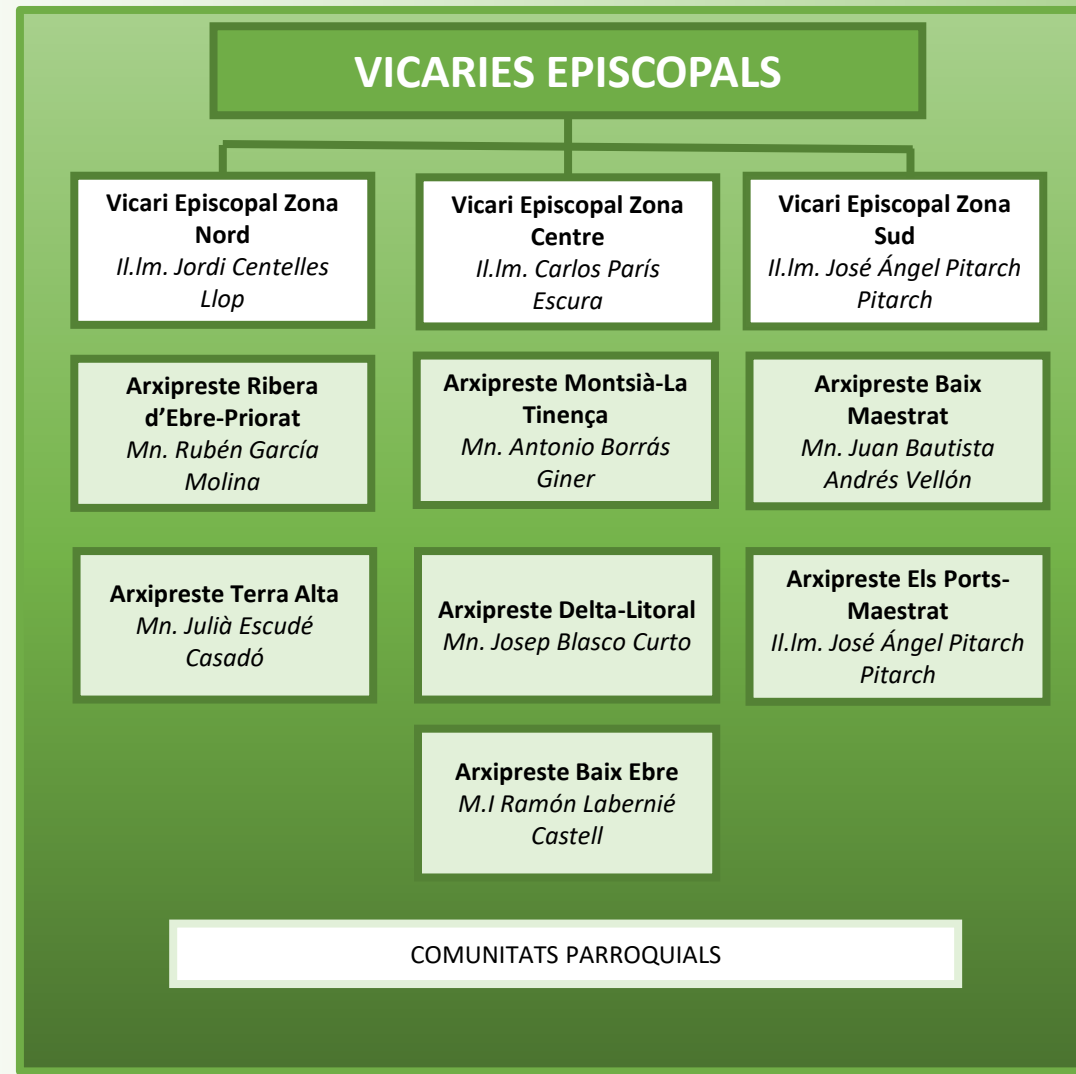 VICARIES EPISCOPALS
Vicari Episcopal Zona
Nord
Il.lm. Jordi Centelles
Llop
Vicari Episcopal Zona
Centre
Il.lm. Carlos París
Escura
Vicari Episcopal Zona
Sud
Il.lm. José Ángel Pitarch
Pitarch
Arxipreste Ribera
d’Ebre-Priorat
Mn. Rubén García
Molina
Arxipreste Montsià-La
Tinença
Mn. Antonio Borrás
Giner
Arxipreste Baix
Maestrat
Mn. Juan Bautista
Andrés Vellón
Arxipreste Terra Alta
Mn. Julià Escudé
Casadó
Arxipreste Delta-Litoral
Mn. Josep Blasco Curto
Arxipreste Els Ports-
Maestrat
Il.lm. José Ángel Pitarch
Pitarch
Arxipreste Baix Ebre
M.I Ramón Labernié
Castell
COMUNITATS PARROQUIALS